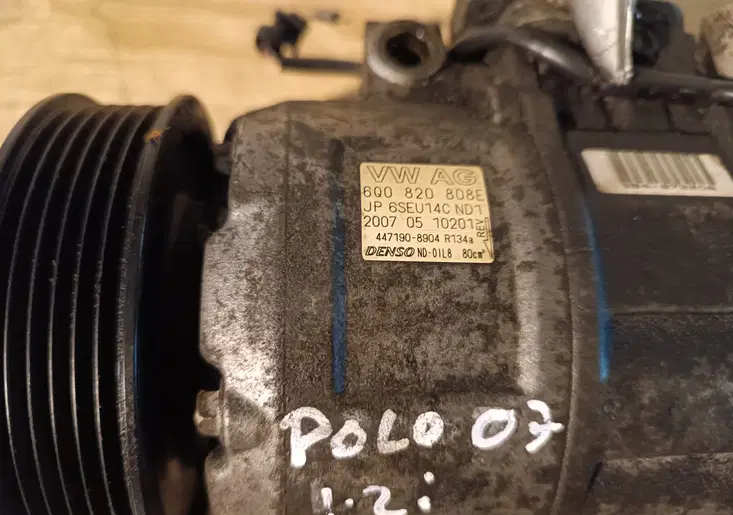 VW AG
6Q0 820 808E
JP 6SEU14C ND1
2007 05 10201
REV
447190-8904 R134a
DENSO ND-OIL8 80cm³
POLO 07
1.2i